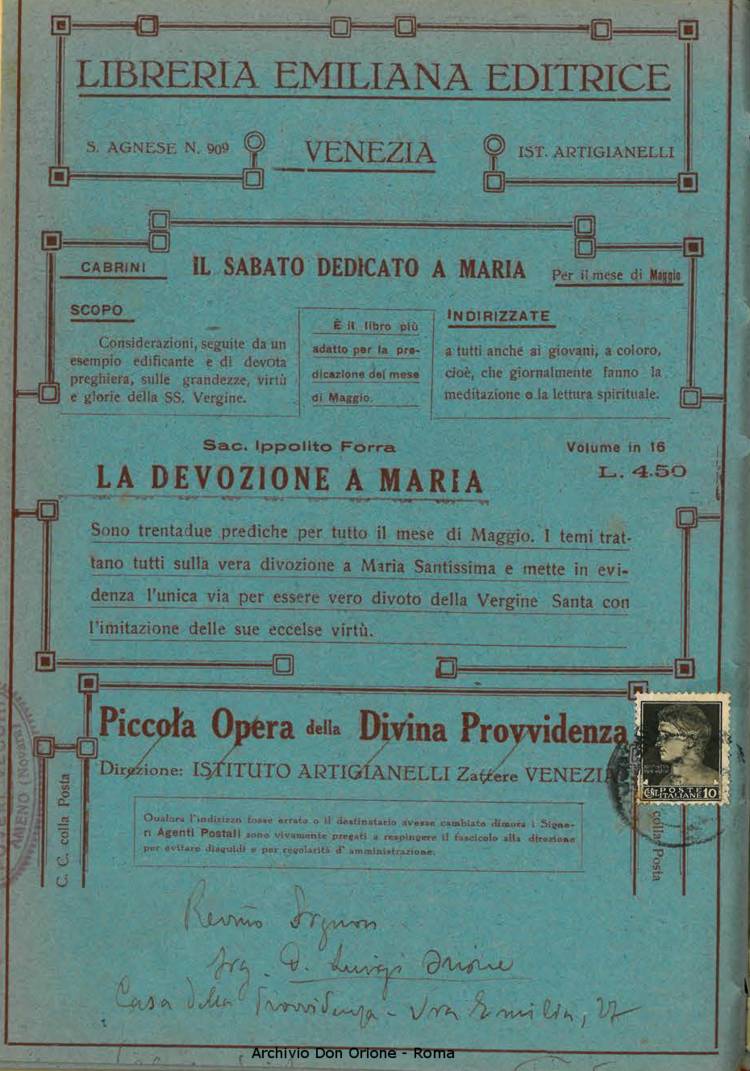 LIBRERIA EMILIANA EDITRICE
S. AGNESE N. 909
VENEZIA
IST. ARTIGIANELLI
CABRINI
IL SABATO DEDICATO A MARIA
Per il mese di Maggio
SCOPO
Considerazioni, seguite da un
esempio edificante e di devota
preghiera, sulle grandezze, virtù
e glorie della SS. Vergine.
È il libro più
adatto per la pre-
dicazione del mese
di Maggio.
INDIRIZZATE
a tutti anche ai giovani, a coloro,
cioè, che giornalmente fanno la
meditazione o la lettura spirituale.
Sac. Ippolito Forra
Volume in 16
LA DEVOZIONE A MARIA
L. 4.50
Sono trentadue prediche per tutto il mese di Maggio. I temi trat-
tano tutti sulla vera divozione a Maria Santissima e mette in evi-
denza l'unica via per essere vero divoto della Vergine Santa con
l'imitazione delle sue eccelse virtù.
Piccola Opera della Divina Provvidenza
Direzione: ISTITUTO ARTIGIANELLI Zattere VENEZIA
POSTE
ITALIANE 10
AMENO (Novara)
C. C. colla Posta
Qualora l'indirizzo fosse errato o il destinatario avesse cambiato dimora i Signo-
ri Agenti Postali sono vivamente pregati a respingere il fascicolo alla direzione
per evitare disguidi e per regolarità d' amministrazione.
colla Posta
Revmo Signor
Sig. D. Luigi Orione
Casa della Provvidenza - Via Emilia, 27
Archivio Don Orione - Roma